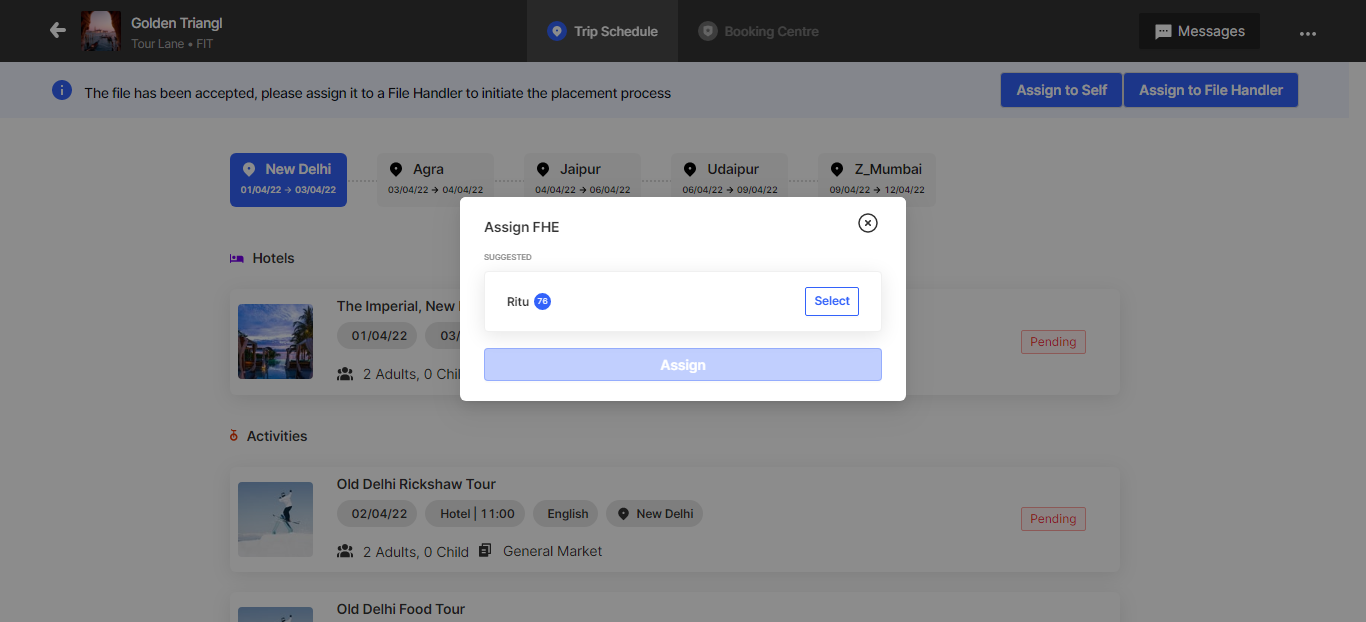 Golden Triangl
Tour Lane • FIT
Trip Schedule
Booking Centre
Messages
The file has been accepted, please assign it to a File Handler to initiate the placement process
Assign to Self
Assign to File Handler
New Delhi
01/04/22 → 03/04/22
Agra
03/04/22 → 04/04/22
Jaipur
04/04/22 → 06/04/22
Udaipur
06/04/22 → 09/04/22
Z_Mumbai
09/04/22 → 12/04/22
Assign FHE
SUGGESTED
Ritu 76
Select
Assign
Hotels
The Imperial, New
01/04/22 03/
2 Adults, 0 Chil
Pending
Activities
Old Delhi Rickshaw Tour
02/04/22 Hotel | 11:00 English New Delhi
2 Adults, 0 Child General Market
Pending
Old Delhi Food Tour